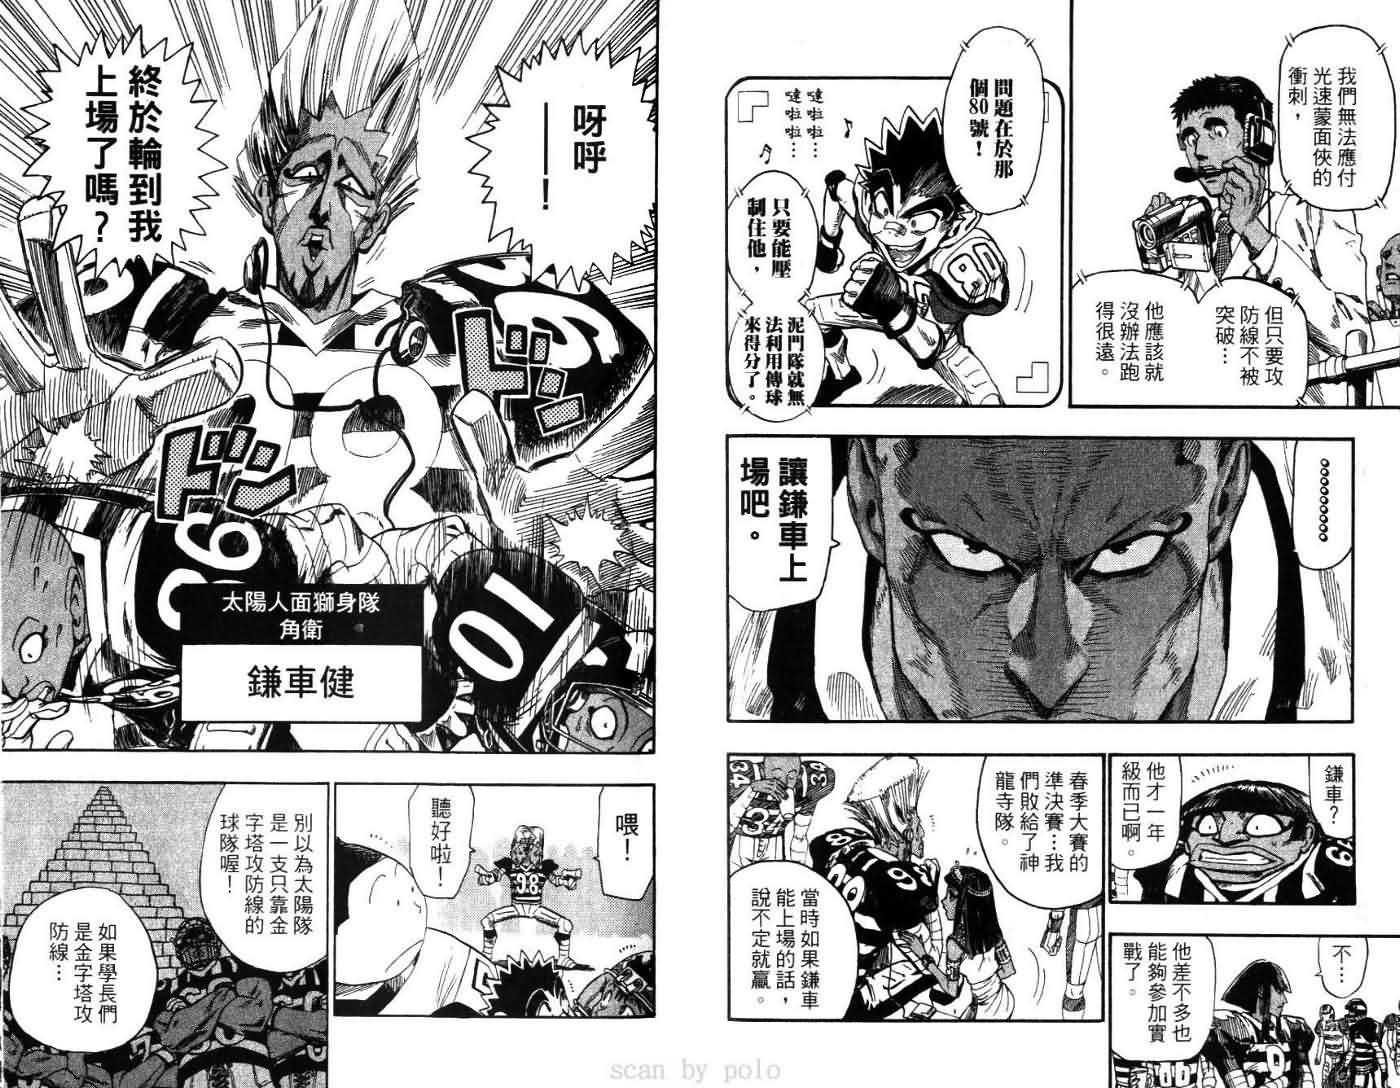 我們無法應付
光速蒙面俠的
衝刺，
但只要攻
防線不被
突破…
他應該就
沒辦法跑
得很遠。
問題在於那
個80號！
噠啦啦…
噠啦啦…
只要能壓
制住他，
泥門隊就無
法利用傳球
來得分了。
………
讓鎌車上
場吧。
鎌車？
他才一年
級而已啊。
不…
他差不多也
能夠參加實
戰了。
春季大賽的
準決賽…我
們敗給了神
龍寺隊。
當時如果鎌車
能上場的話，
說不定就贏。
呀呼
——！
終於輪到我
上場了嗎？
ドドン
ドドン
太陽人面獅身隊
角衛
鎌車健
喂！
聽好啦！
別以為太陽隊
是一支只靠金
字塔攻防線的
球隊喔！
如果學長們
是金字塔攻
防線…
scan by polo